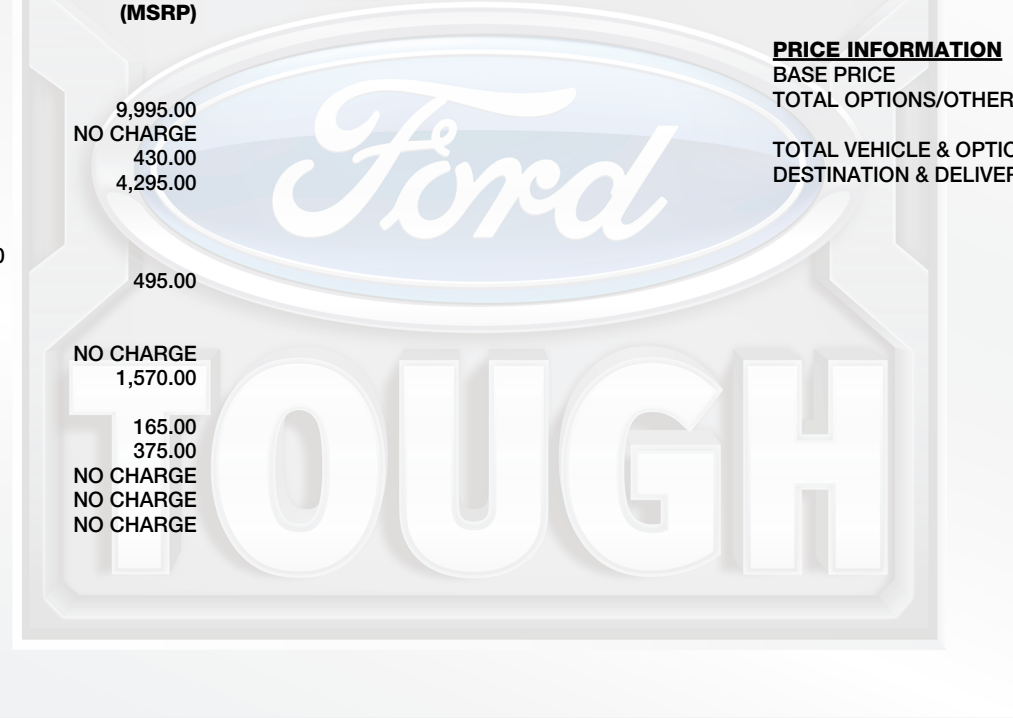 (MSRP)
9,995.00
NO CHARGE
430.00
4,295.00
0
495.00
NO CHARGE
1,570.00
165.00
375.00
NO CHARGE
NO CHARGE
NO CHARGE
Ford
TOUGH
PRICE INFORMATION
BASE PRICE
TOTAL OPTIONS/OTHER
TOTAL VEHICLE & OPTIO
DESTINATION & DELIVER